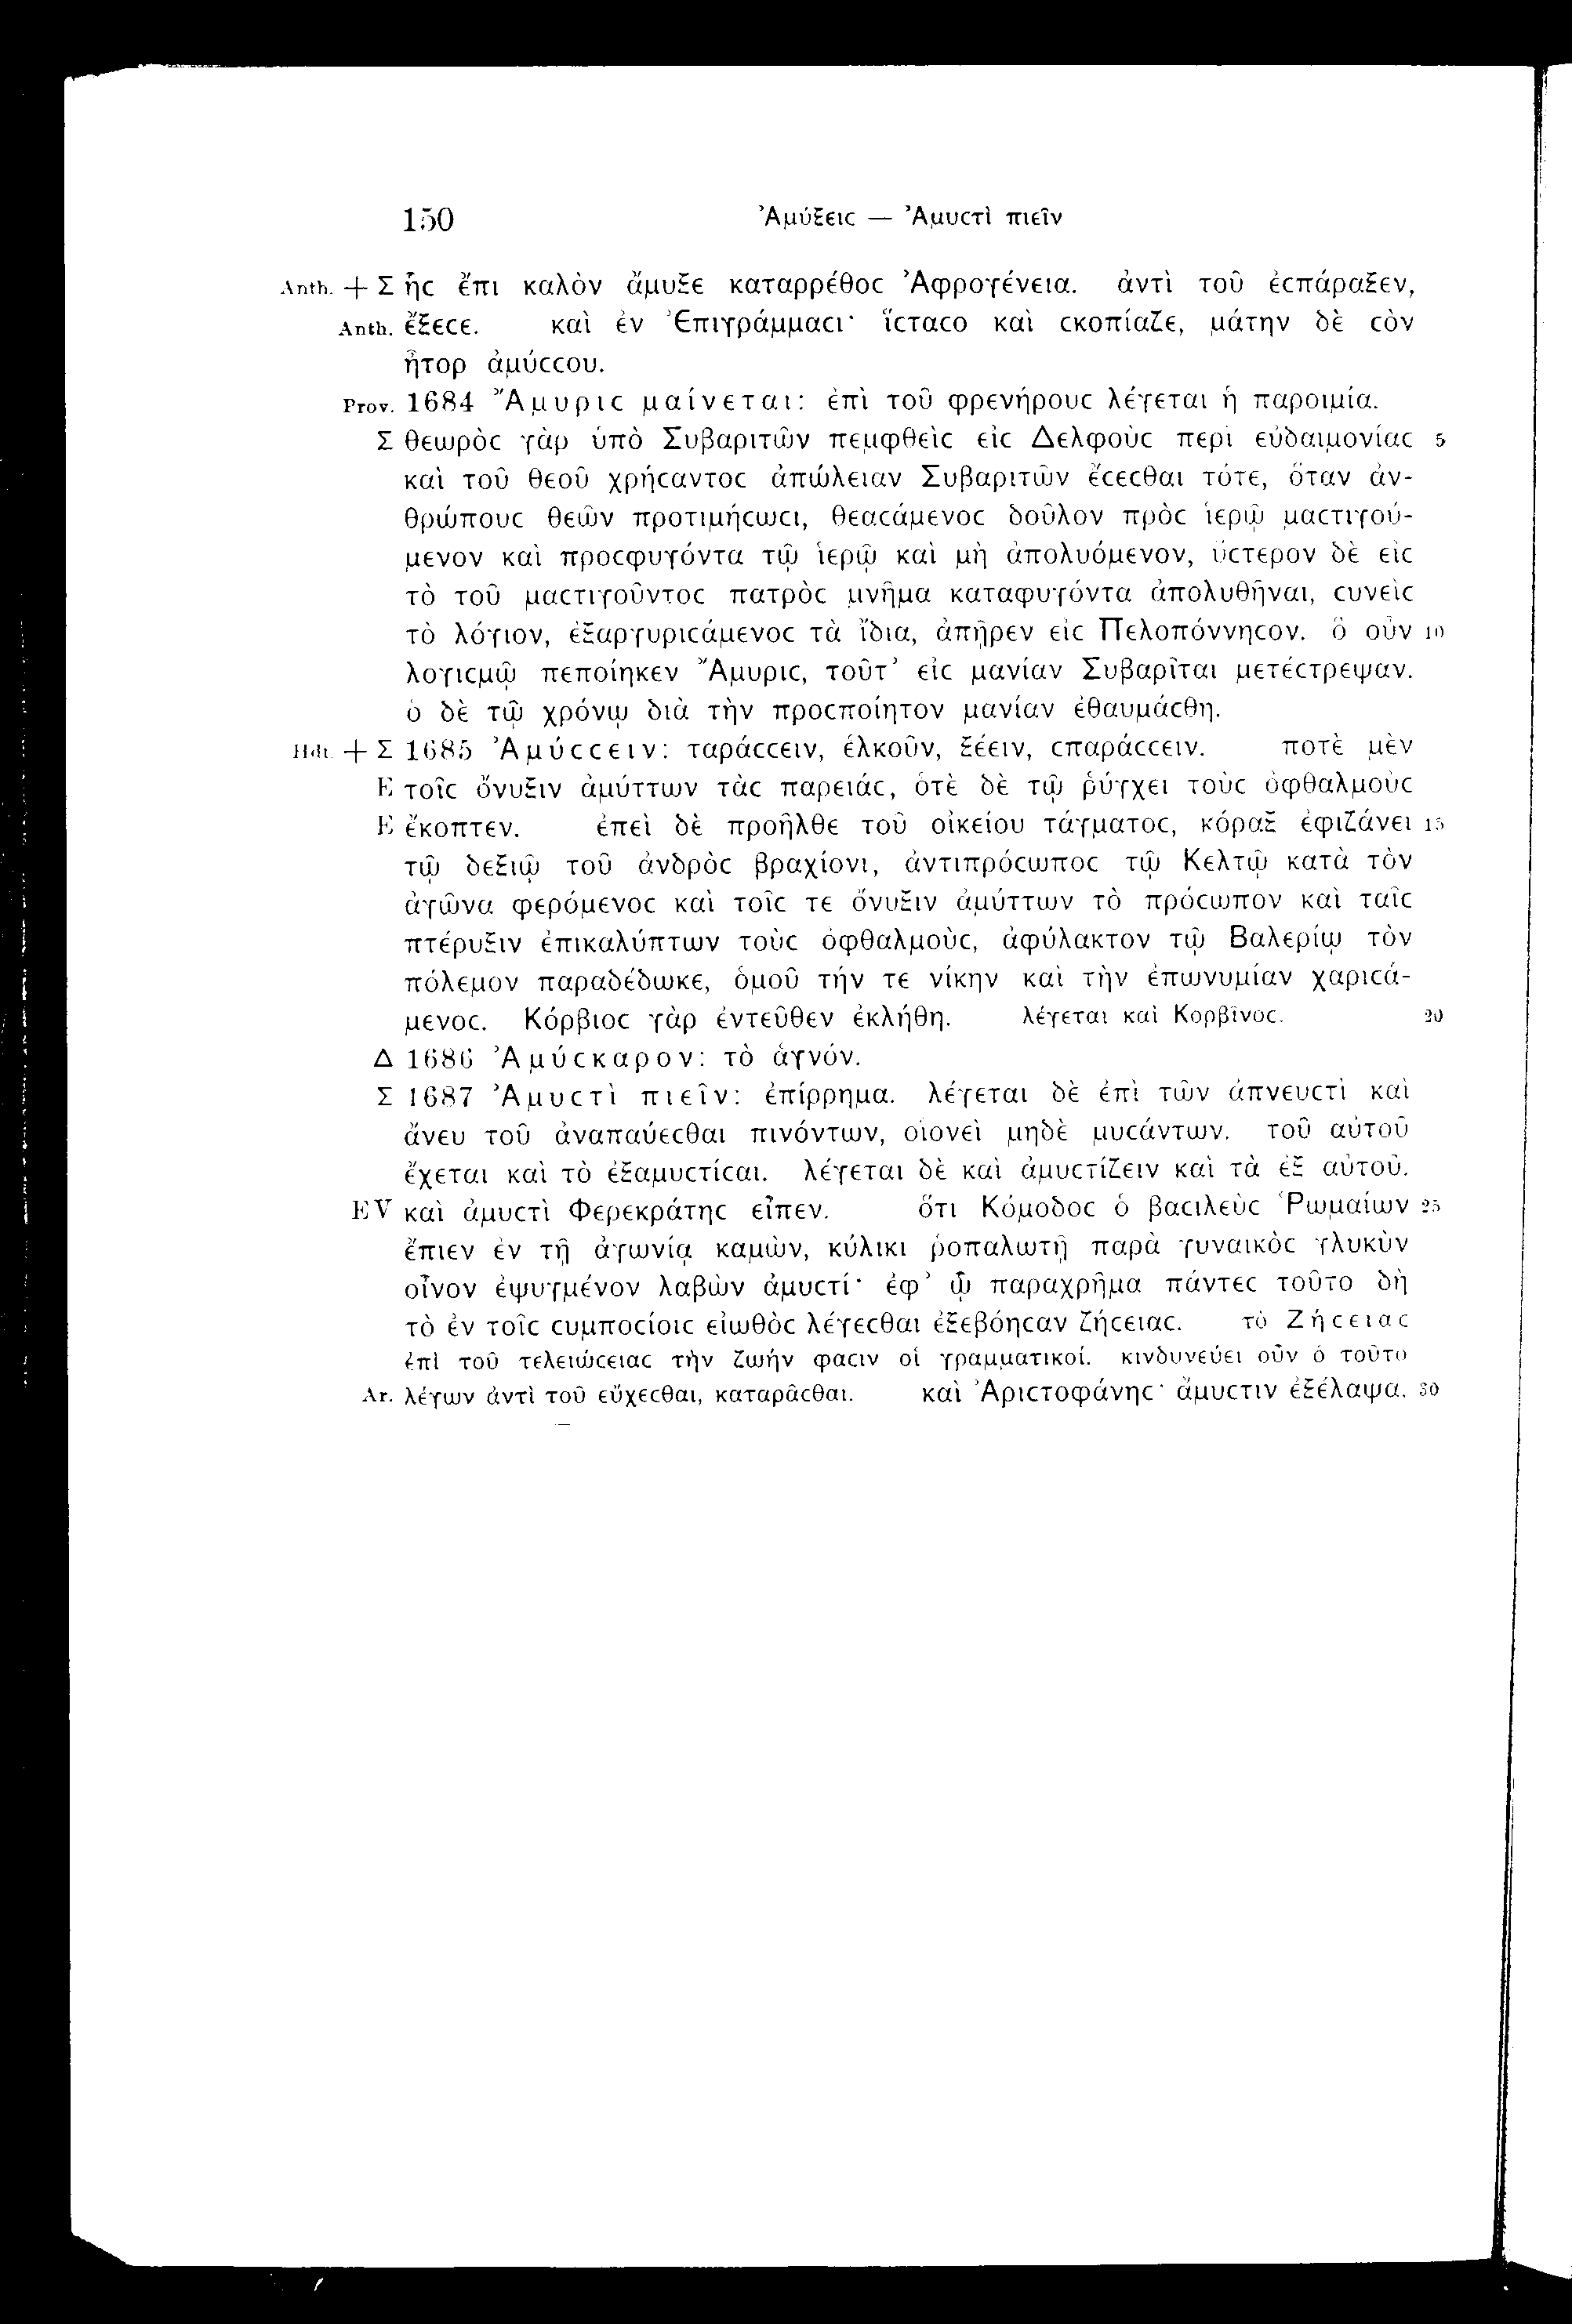 150 Ἀμύξειϲ — Ἀμυϲτὶ πιεῖν
Anth. + Σ ἧϲ ἔπι καλὸν ἄμυξε καταρρέθοϲ Ἀφρογένεια. ἀντὶ τοῦ ἐϲπάραξεν,
Anth. ἔξεϲε. καὶ ἐν Ἐπιγράμμαϲι· ἵϲταϲο καὶ ϲκοπίαζε, μάτην δὲ ϲὸν
ἦτορ ἀμύϲϲου.
Prov. 1684 Ἄμυριϲ μαίνεται: ἐπὶ τοῦ φρενήρουϲ λέγεται ἡ παροιμία.
Σ θεωρὸϲ γὰρ ὑπὸ Συβαριτῶν πεμφθεὶϲ εἰϲ Δελφοὺϲ περὶ εὐδαιμονίαϲ 5
καὶ τοῦ θεοῦ χρήϲαντοϲ ἀπώλειαν Συβαριτῶν ἔϲεϲθαι τότε, ὅταν ἀν-
θρώπουϲ θεῶν προτιμήϲωϲι, θεαϲάμενοϲ δοῦλον πρὸϲ ἱερῷ μαϲτιγού-
μενον καὶ προϲφυγόντα τῷ ἱερῷ καὶ μὴ ἀπολυόμενον, ὕϲτερον δὲ εἰϲ
τὸ τοῦ μαϲτιγοῦντοϲ πατρὸϲ μνῆμα καταφυγόντα ἀπολυθῆναι, ϲυνεὶϲ
τὸ λόγιον, ἐξαργυριϲάμενοϲ τὰ ἴδια, ἀπῆρεν εἰϲ Πελοπόννηϲον. ὃ οὖν 10
λογιϲμῷ πεποίηκεν Ἄμυριϲ, τοῦτ’ εἰϲ μανίαν Συβαρῖται μετέϲτρεψαν.
ὁ δὲ τῷ χρόνῳ διὰ τὴν προϲποίητον μανίαν ἐθαυμάϲθη.
Hdt. + Σ 1685 Ἀμύϲϲειν: ταράϲϲειν, ἑλκοῦν, ξέειν, ϲπαράϲϲειν. ποτὲ μὲν
E τοῖϲ ὄνυξιν ἀμύττων τὰϲ παρειάϲ, ὁτὲ δὲ τῷ ῥύγχει τοὺϲ ὀφθαλμοὺϲ
E ἔκοπτεν. ἐπεὶ δὲ προῆλθε τοῦ οἰκείου τάγματοϲ, κόραξ ἐφιζάνει 15
τῷ δεξιῷ τοῦ ἀνδρὸϲ βραχίονι, ἀντιπρόϲωποϲ τῷ Κελτῷ κατὰ τὸν
ἀγῶνα φερόμενοϲ καὶ τοῖϲ τε ὄνυξιν ἀμύττων τὸ πρόϲωπον καὶ ταῖϲ
πτέρυξιν ἐπικαλύπτων τοὺϲ ὀφθαλμοὺϲ, ἀφύλακτον τῷ Βαλερίῳ τὸν
πόλεμον παραδέδωκε, ὁμοῦ τήν τε νίκην καὶ τὴν ἐπωνυμίαν χαριϲά-
μενοϲ. Κόρβιοϲ γὰρ ἐντεῦθεν ἐκλήθη. λέγεται καὶ Κορβῖνοϲ. 20
Δ 1686 Ἀμύϲκαρον: τὸ ἁγνόν.
Σ 1687 Ἀμυϲτὶ πιεῖν: ἐπίρρημα. λέγεται δὲ ἐπὶ τῶν ἀπνευϲτὶ καὶ
ἄνευ τοῦ ἀναπαύεϲθαι πινόντων, οἱονεὶ μηδὲ μυϲάντων. τοῦ αὐτοῦ
ἔχεται καὶ τὸ ἐξαμυϲτίϲαι. λέγεται δὲ καὶ ἀμυϲτίζειν καὶ τὰ ἐξ αὐτοῦ.
EV καὶ ἀμυϲτὶ Φερεκράτηϲ εἶπεν. ὅτι Κόμοδοϲ ὁ βαϲιλεὺϲ Ῥωμαίων 25
ἔπιεν ἐν τῇ ἀγωνίᾳ καμὼν, κύλικι ῥοπαλωτῇ παρὰ γυναικὸϲ γλυκὺν
οἶνον ἐψυγμένον λαβὼν ἀμυϲτί· ἐφ’ ᾧ παραχρῆμα πάντεϲ τοῦτο δὴ
τὸ ἐν τοῖϲ ϲυμποϲίοιϲ εἰωθὸϲ λέγεϲθαι ἐξεβόηϲαν ζήϲειαϲ. τὸ Ζήϲειαϲ
ἐπὶ τοῦ τελειώϲειαϲ τὴν ζωήν φαϲιν οἱ γραμματικοί. κινδυνεύει οὖν ὁ τοῦτο
Ar. λέγων ἀντὶ τοῦ εὔχεϲθαι, καταρᾶϲθαι. καὶ Ἀριϲτοφάνηϲ· ἄμυϲτιν ἐξέλαψα. 30